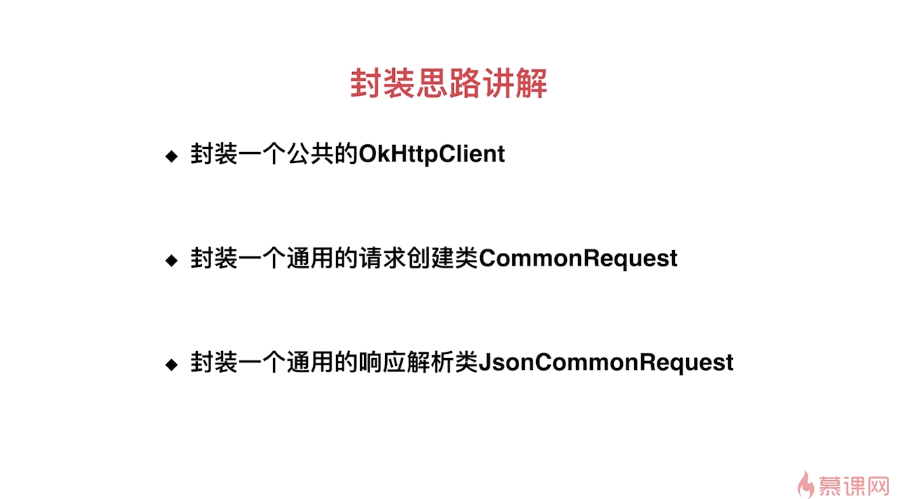 封装思路讲解
◆ 封装一个公共的OkHttpClient
◆ 封装一个通用的请求创建类CommonRequest
◆ 封装一个通用的响应解析类JsonCommonRequest
慕课网